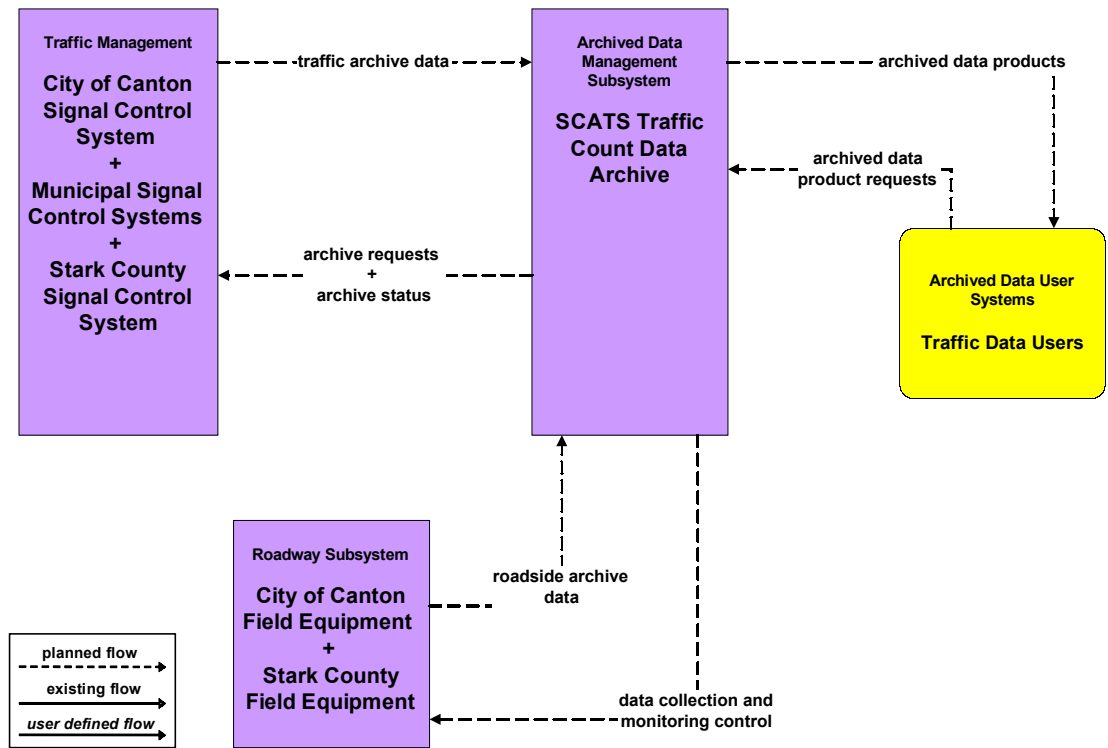 Traffic Management
City of Canton
Signal Control
System
+
Municipal Signal
Control Systems
+
Stark County
Signal Control
System
traffic archive data
archive requests
+
archive status
Archived Data
Management
Subsystem
SCATS Traffic
Count Data
Archive
archived data products
archived data
product requests
Archived Data User
Systems
Traffic Data Users
Roadway Subsystem
City of Canton
Field Equipment
+
Stark County
Field Equipment
roadside archive
data
data collection and
monitoring control
planned flow
existing flow
user defined flow